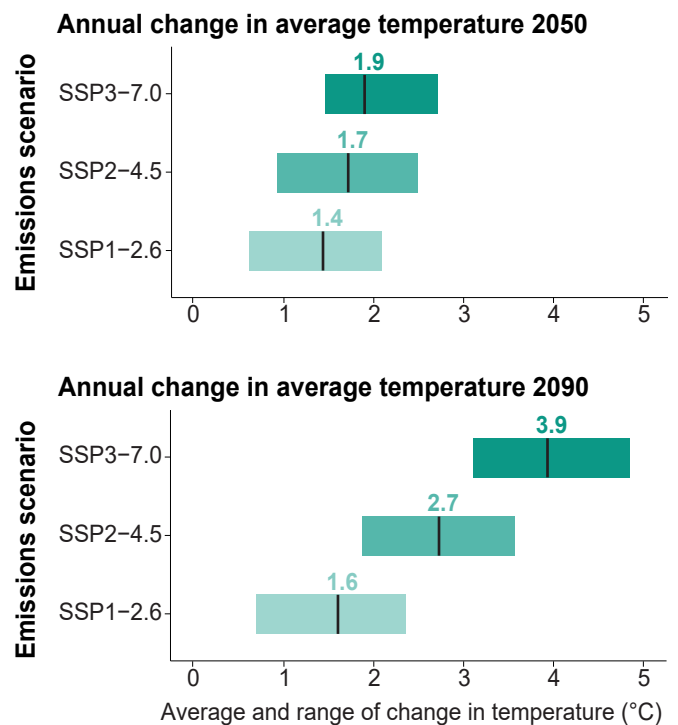 Annual change in average temperature 2050
Emissions scenario
SSP3−7.0
1.9
SSP2−4.5
1.7
SSP1−2.6
1.4
0 1 2 3 4 5
Annual change in average temperature 2090
Emissions scenario
SSP3−7.0
3.9
SSP2−4.5
2.7
SSP1−2.6
1.6
0 1 2 3 4 5
Average and range of change in temperature (°C)